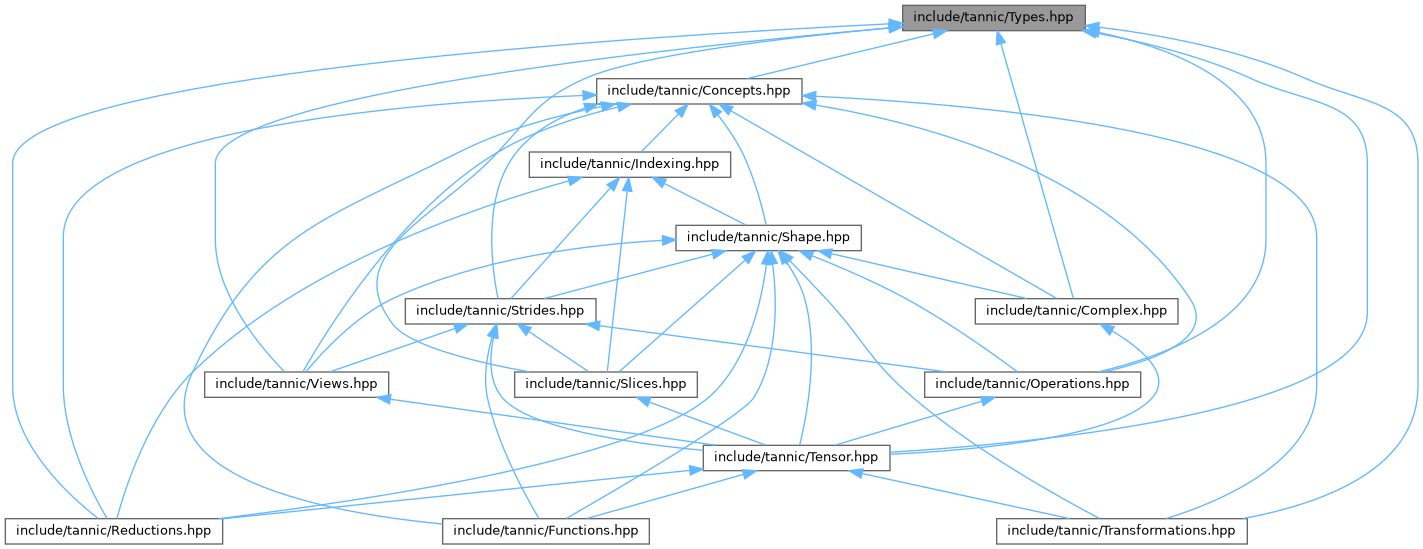 include/tannic/Types.hpp
include/tannic/Concepts.hpp
include/tannic/Indexing.hpp
include/tannic/Shape.hpp
include/tannic/Strides.hpp
include/tannic/Complex.hpp
include/tannic/Views.hpp
include/tannic/Slices.hpp
include/tannic/Operations.hpp
include/tannic/Tensor.hpp
include/tannic/Reductions.hpp
include/tannic/Functions.hpp
include/tannic/Transformations.hpp